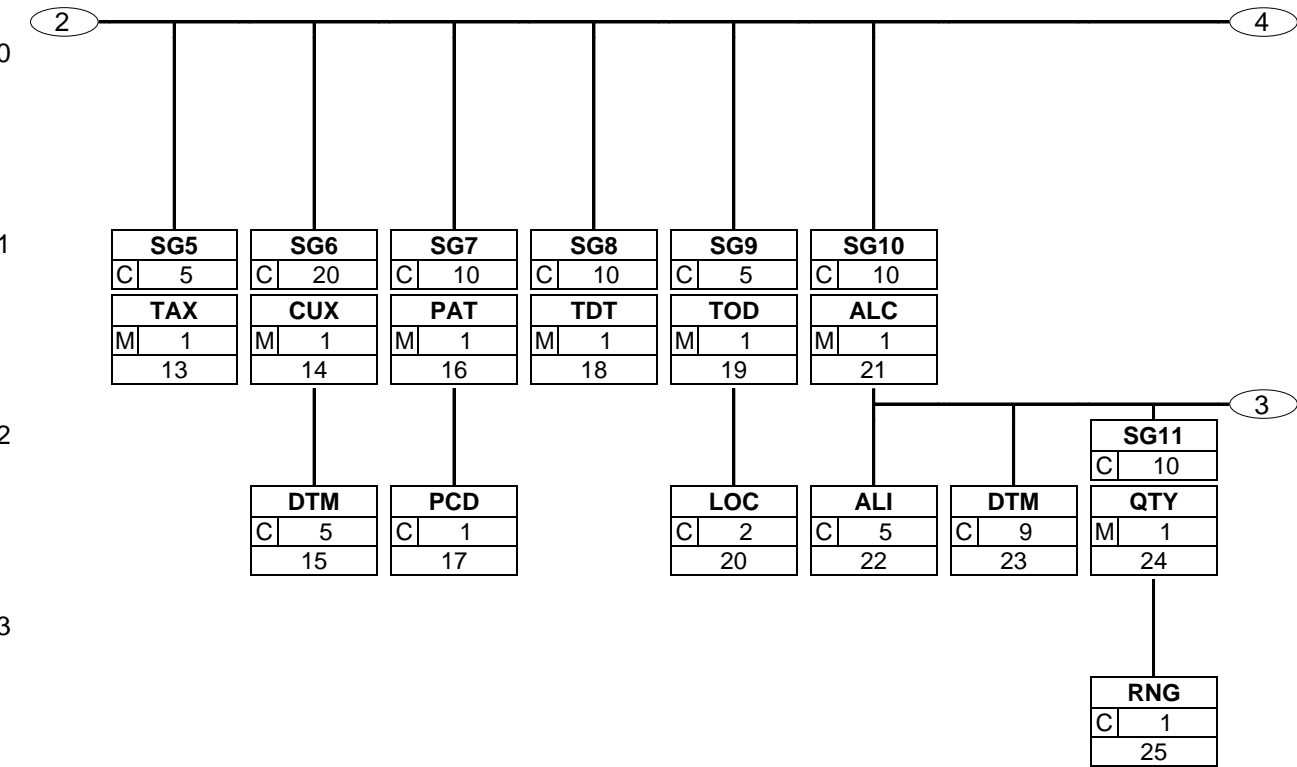 2 4
0
1
SG5 SG6 SG7 SG8 SG9 SG10
C 5 C 20 C 10 C 10 C 5 C 10
TAX CUX PAT TDT TOD ALC
M 1 M 1 M 1 M 1 M 1 M 1
13 14 16 18 19 21
3
2
SG11
C 10
DTM PCD LOC ALI DTM QTY
C 5 C 1 C 2 C 5 C 9 M 1
15 17 20 22 23 24
3
RNG
C 1
25